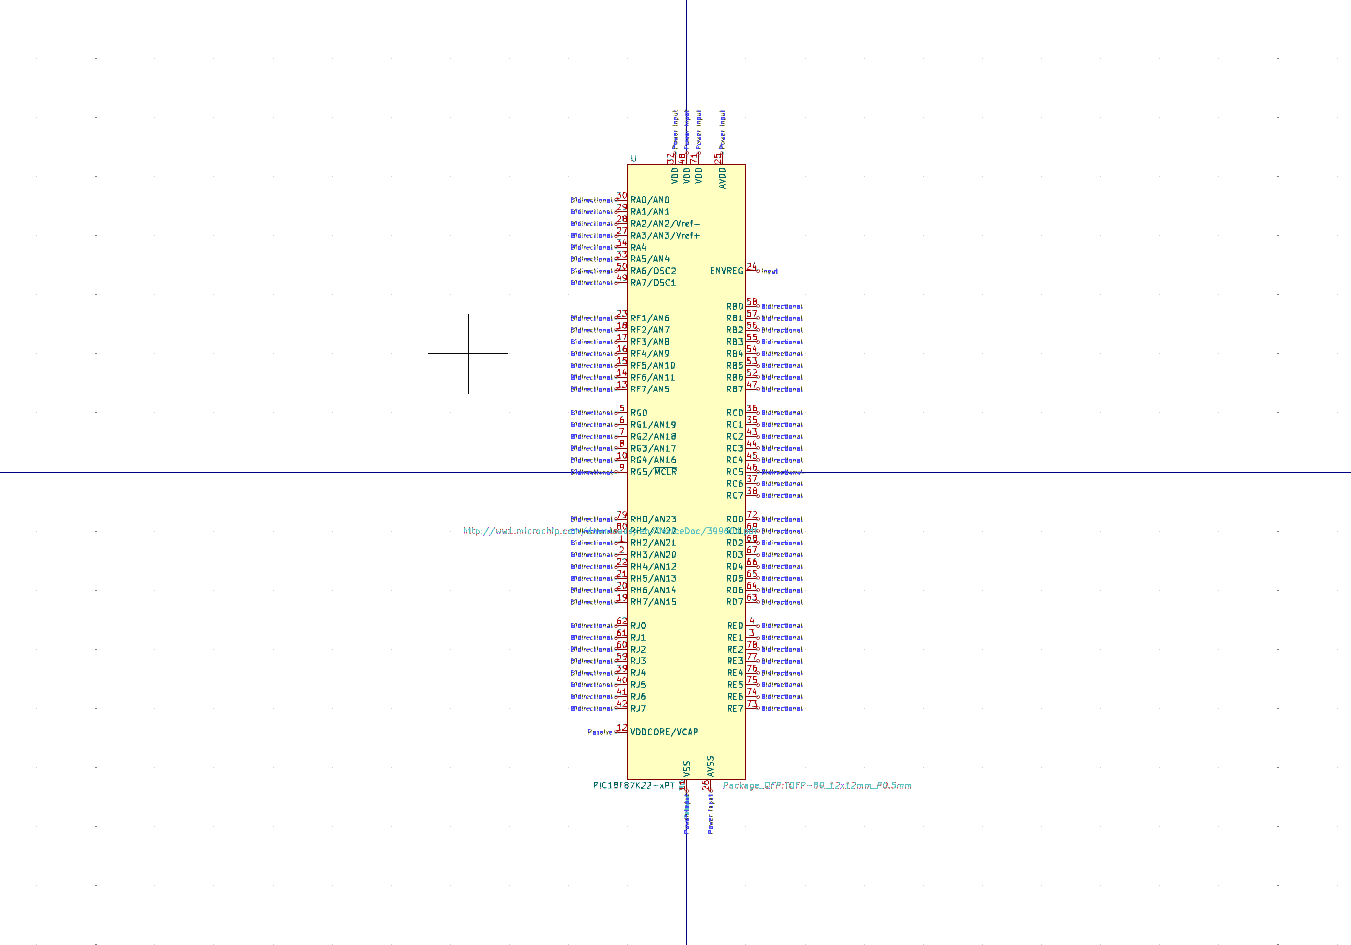 Power Input Power Input Power Input Power Input
32 48 71 25
U
VDD VDD VDD AVDD
Bidirectional 30 RA0/AN0
Bidirectional 29 RA1/AN1
Bidirectional 28 RA2/AN2/Vref-
Bidirectional 27 RA3/AN3/Vref+
Bidirectional 34 RA4
Bidirectional 33 RA5/AN4
Bidirectional 50 RA6/OSC2 ENVREG 24 Input
Bidirectional 49 RA7/OSC1
RB0 58 Bidirectional
Bidirectional 23 RF1/AN6 RB1 57 Bidirectional
Bidirectional 18 RF2/AN7 RB2 56 Bidirectional
Bidirectional 17 RF3/AN8 RB3 55 Bidirectional
Bidirectional 16 RF4/AN9 RB4 54 Bidirectional
Bidirectional 15 RF5/AN10 RB5 53 Bidirectional
Bidirectional 14 RF6/AN11 RB6 52 Bidirectional
Bidirectional 13 RF7/AN5 RB7 47 Bidirectional
Bidirectional 5 RG0 RC0 36 Bidirectional
Bidirectional 6 RG1/AN19 RC1 35 Bidirectional
Bidirectional 7 RG2/AN18 RC2 43 Bidirectional
Bidirectional 8 RG3/AN17 RC3 44 Bidirectional
Bidirectional 10 RG4/AN16 RC4 45 Bidirectional
Bidirectional 9 RG5/MCLR RC5 46 Bidirectional
RC6 37 Bidirectional
RC7 38 Bidirectional
Bidirectional 79 RH0/AN23 RD0 72 Bidirectional
http://ww1.microchip.com 80 RH1/AN22 RD1 69 Bidirectional
Bidirectional 1 RH2/AN21 RD2 68 Bidirectional
Bidirectional 2 RH3/AN20 RD3 67 Bidirectional
Bidirectional 22 RH4/AN12 RD4 66 Bidirectional
Bidirectional 21 RH5/AN13 RD5 65 Bidirectional
Bidirectional 20 RH6/AN14 RD6 64 Bidirectional
Bidirectional 19 RH7/AN15 RD7 63 Bidirectional
Bidirectional 62 RJ0 RE0 4 Bidirectional
Bidirectional 61 RJ1 RE1 3 Bidirectional
Bidirectional 60 RJ2 RE2 78 Bidirectional
Bidirectional 59 RJ3 RE3 77 Bidirectional
Bidirectional 39 RJ4 RE4 76 Bidirectional
Bidirectional 40 RJ5 RE5 75 Bidirectional
Bidirectional 41 RJ6 RE6 74 Bidirectional
Bidirectional 42 RJ7 RE7 73 Bidirectional
Passive 12 VDDCORE/VCAP
VSS AVSS
PIC18F87K22-xPT 26 Package_QFP:TQFP-80_12x12mm_P0.5mm
Power Input